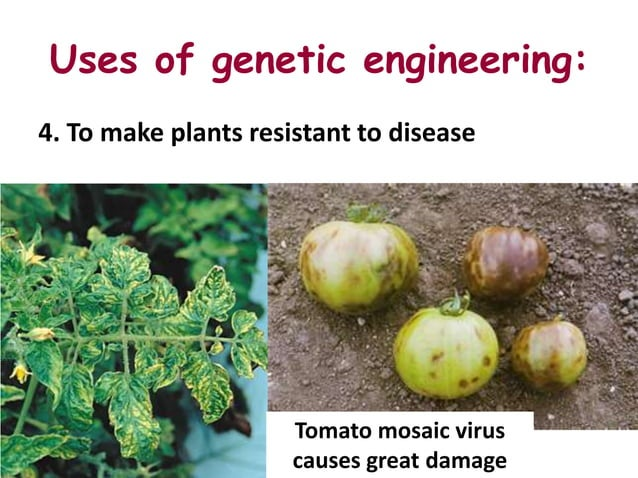 Uses of genetic engineering:
4. To make plants resistant to disease
Tomato mosaic virus
causes great damage